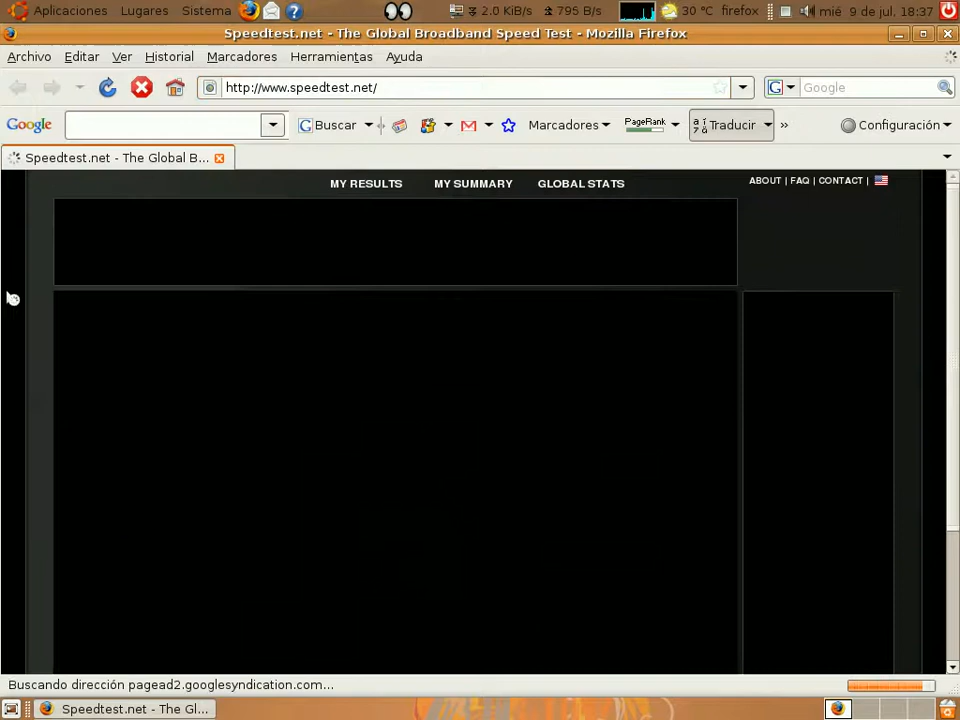 Aplicaciones Lugares Sistema 2.0 KiB/s 795 B/s 30 °C firefox mié 9 de jul. 18:37
Speedtest.net - The Global Broadband Speed Test - Mozilla Firefox
Archivo Editar Ver Historial Marcadores Herramientas Ayuda
http://www.speedtest.net/ G Google
Google G Buscar Marcadores PageRank Traducir » Configuración
Speedtest.net - The Global B...
MY RESULTS MY SUMMARY GLOBAL STATS ABOUT | FAQ | CONTACT |
Buscando dirección pagead2.googlesyndication.com...
Speedtest.net - The Gl...